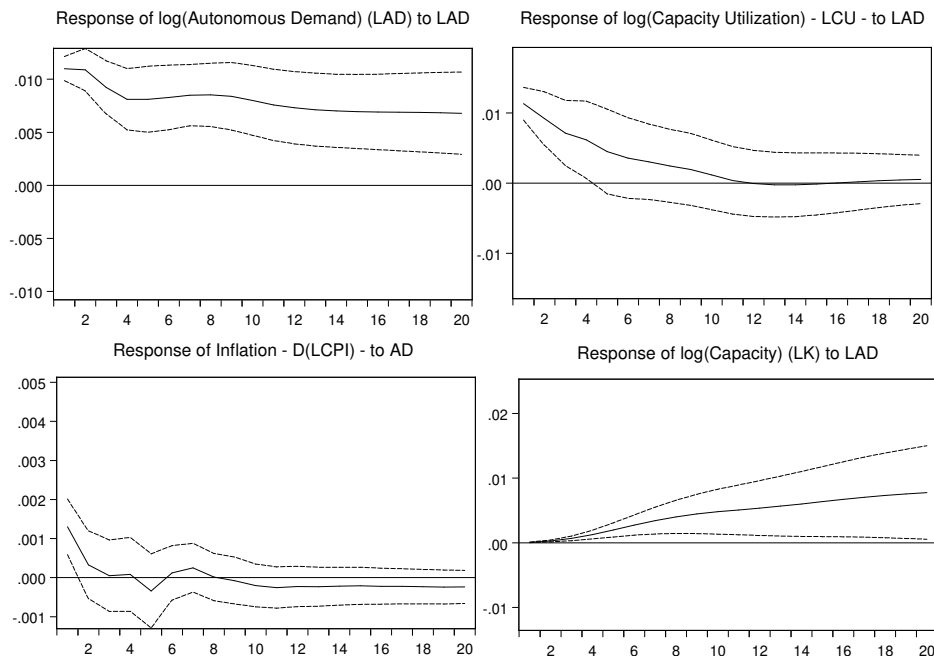 Response of log(Autonomous Demand) (LAD) to LAD
.010
.005
.000
-.005
-.010
2 4 6 8 10 12 14 16 18 20
Response of log(Capacity Utilization) - LCU - to LAD
.01
.00
-.01
2 4 6 8 10 12 14 16 18 20
Response of Inflation - D(LCPI) - to AD
.005
.004
.003
.002
.001
.000
-.001
2 4 6 8 10 12 14 16 18 20
Response of log(Capacity) (LK) to LAD
.02
.01
.00
-.01
2 4 6 8 10 12 14 16 18 20